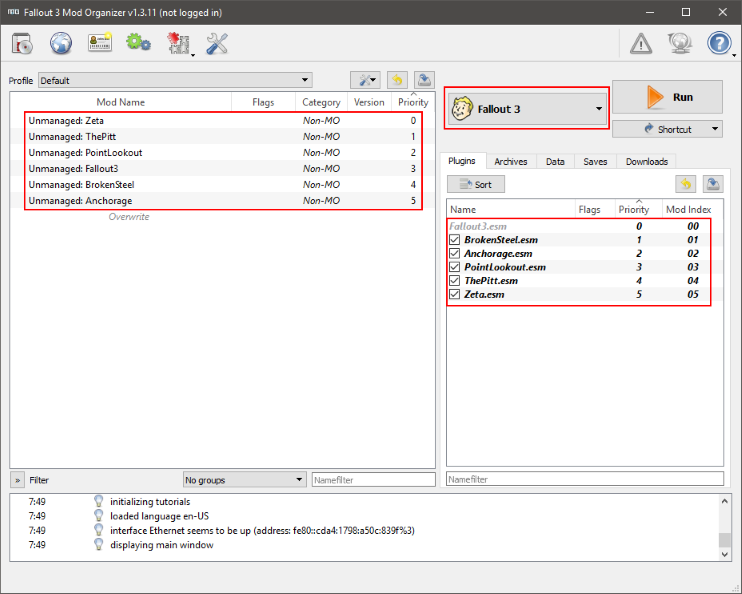 Fallout 3 Mod Organizer v1.3.11 (not logged in)
Profile Default
Mod Name Flags Category Version Priority
Unmanaged: Zeta Non-MO 0
Unmanaged: ThePitt Non-MO 1
Unmanaged: PointLookout Non-MO 2
Unmanaged: Fallout3 Non-MO 3
Unmanaged: BrokenSteel Non-MO 4
Unmanaged: Anchorage Non-MO 5
Overwrite
» Filter No groups Namefilter
Fallout 3
Run
Shortcut
Plugins Archives Data Saves Downloads
Sort
Name Flags Priority Mod Index
Fallout3.esm 0 00
BrokenSteel.esm 1 01
Anchorage.esm 2 02
PointLookout.esm 3 03
ThePitt.esm 4 04
Zeta.esm 5 05
Namefilter
7:49 initializing tutorials
7:49 loaded language en-US
7:49 interface Ethernet seems to be up (address: fe80::cda4:1798:a50c:839f%3)
7:49 displaying main window